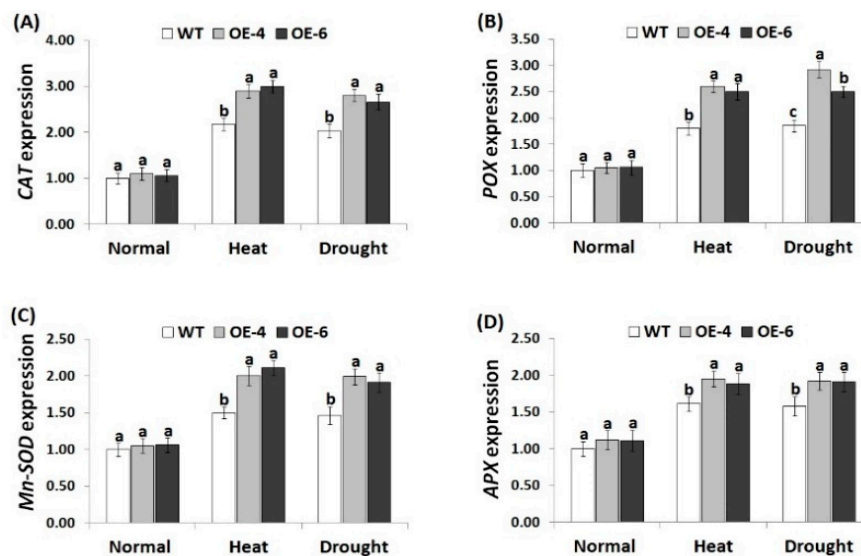 (A)
WT OE-4 OE-6
CAT expression
4.00
3.00
2.00
1.00
0.00
a a a
b a a
b a a
Normal Heat Drought
(B)
WT OE-4 OE-6
POX expression
3.50
3.00
2.50
2.00
1.50
1.00
0.50
0.00
a a a
b a a
c a b
Normal Heat Drought
(C)
WT OE-4 OE-6
Mn-SOD expression
2.50
2.00
1.50
1.00
0.50
0.00
a a a
b a a
b a a
Normal Heat Drought
(D)
WT OE-4 OE-6
APX expression
2.50
2.00
1.50
1.00
0.50
0.00
a a a
b a a
b a a
Normal Heat Drought